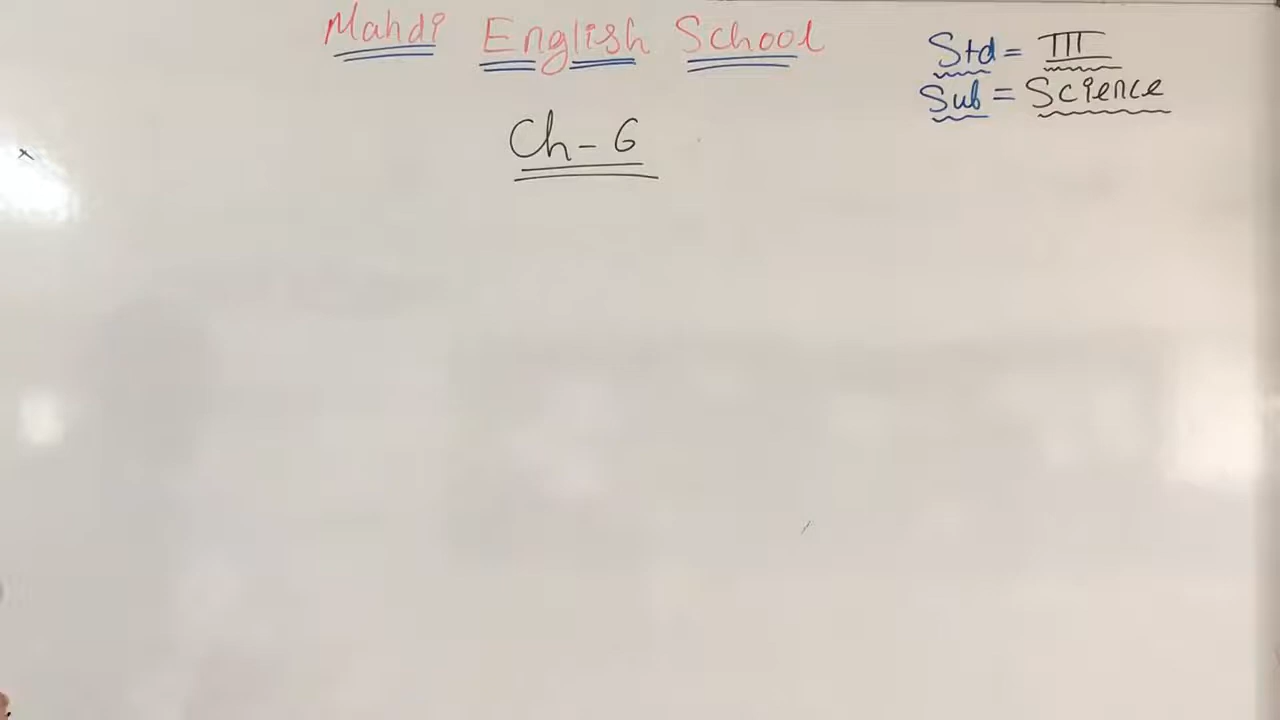 Mahdi English School
Std = III
Sub = Science
Ch - 6